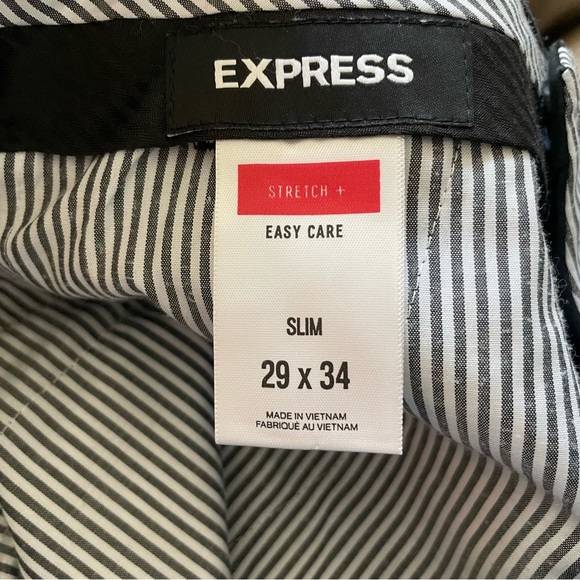 EXPRESS
STRETCH +
EASY CARE
SLIM
29 x 34
MADE IN VIETNAM
FABRIQUÉ AU VIETNAM